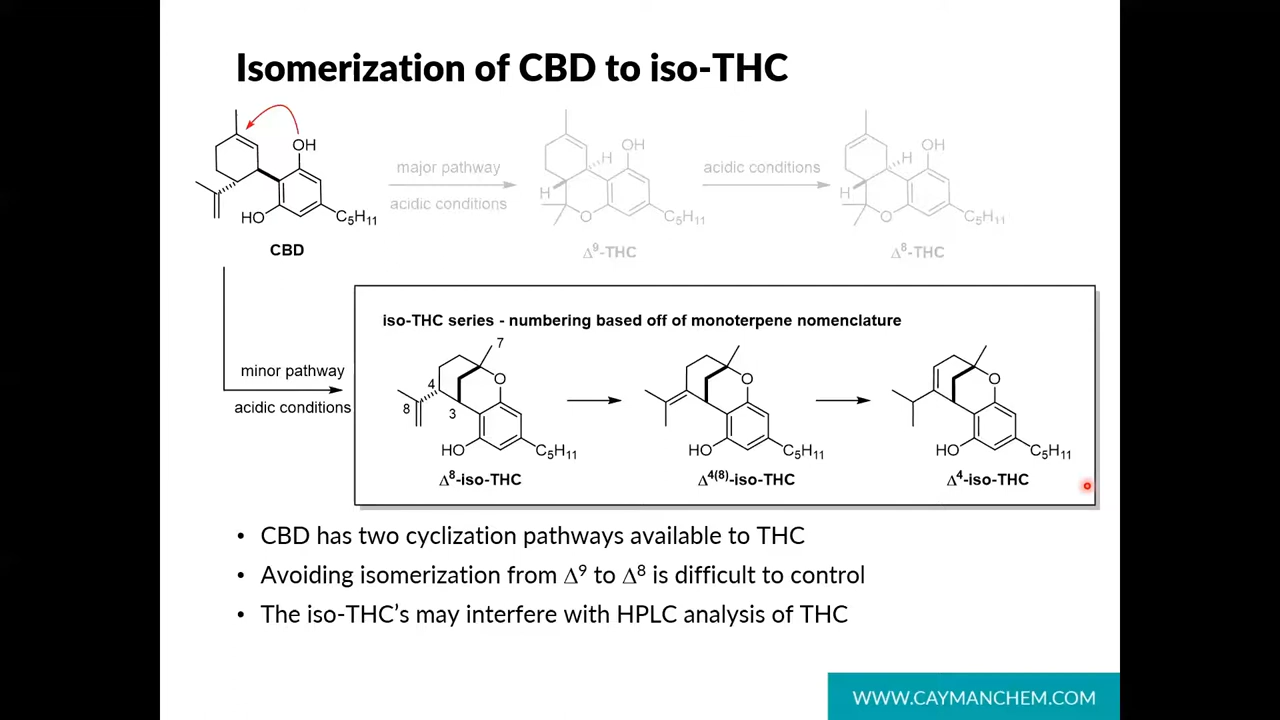 Isomerization of CBD to iso-THC
OH
HO
C₅H₁₁
CBD
major pathway
acidic conditions
OH
H
H
O
C₅H₁₁
Δ⁹-THC
acidic conditions
OH
H
H
O
C₅H₁₁
Δ⁸-THC
minor pathway
acidic conditions
iso-THC series - numbering based off of monoterpene nomenclature
7
4
8
3
O
HO
C₅H₁₁
Δ⁸-iso-THC
O
HO
C₅H₁₁
Δ⁴⁽⁸⁾-iso-THC
O
HO
C₅H₁₁
Δ⁴-iso-THC
• CBD has two cyclization pathways available to THC
• Avoiding isomerization from Δ⁹ to Δ⁸ is difficult to control
• The iso-THC’s may interfere with HPLC analysis of THC
WWW.CAYMANCHEM.COM